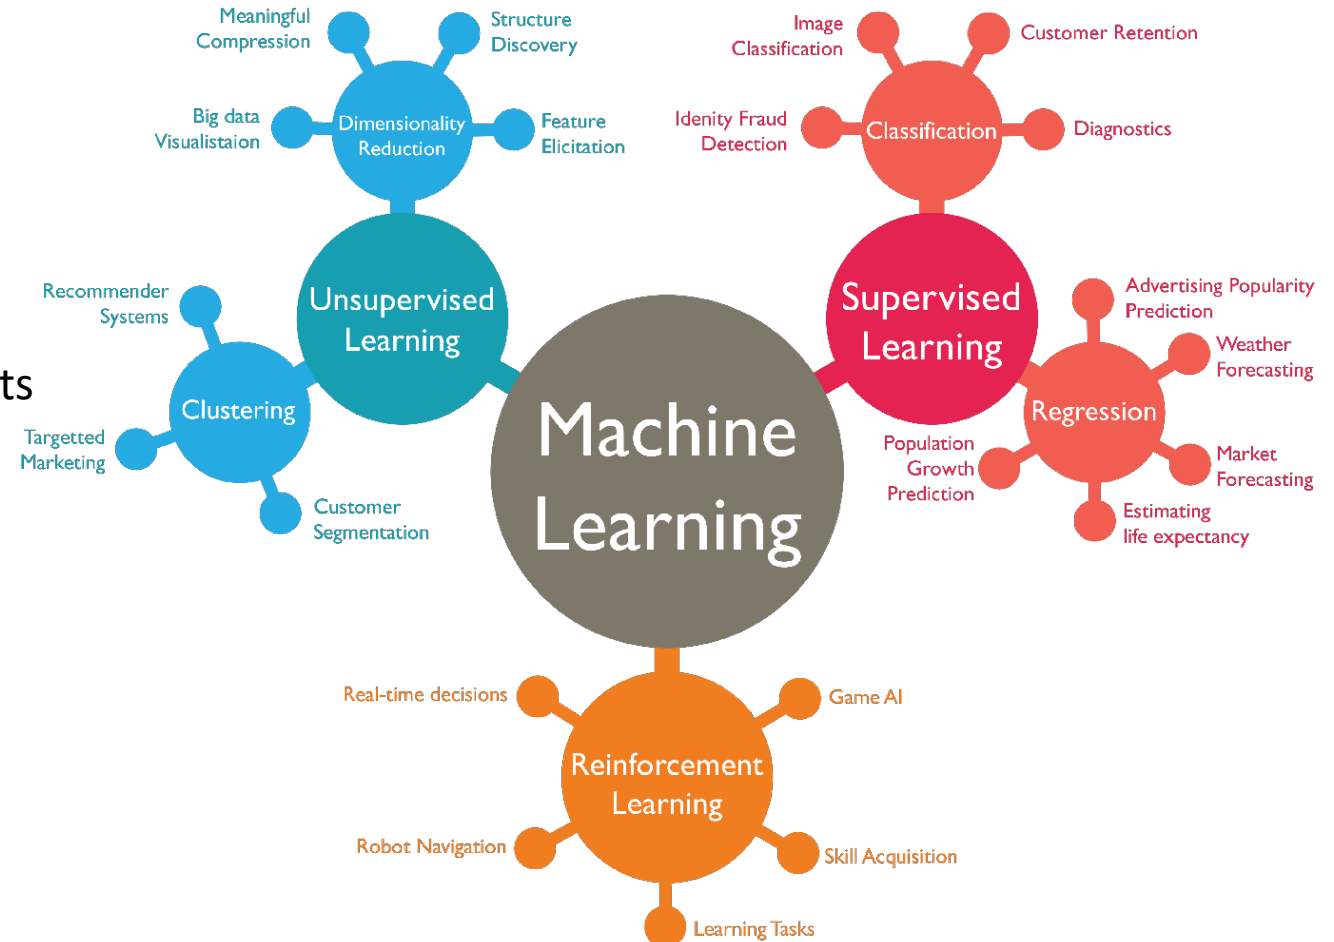 Meaningful
Compression
Structure
Discovery
Big data
Visualistaion
Dimensionality
Reduction
Feature
Elicitation
Image
Classification
Customer Retention
Idenity Fraud
Detection
Classification
Diagnostics
Recommender
Systems
Unsupervised
Learning
Clustering
Targetted
Marketing
Customer
Segmentation
ts
Machine
Learning
Supervised
Learning
Advertising Popularity
Prediction
Weather
Forecasting
Regression
Population
Growth
Prediction
Market
Forecasting
Estimating
life expectancy
Real-time decisions
Game AI
Reinforcement
Learning
Robot Navigation
Skill Acquisition
Learning Tasks